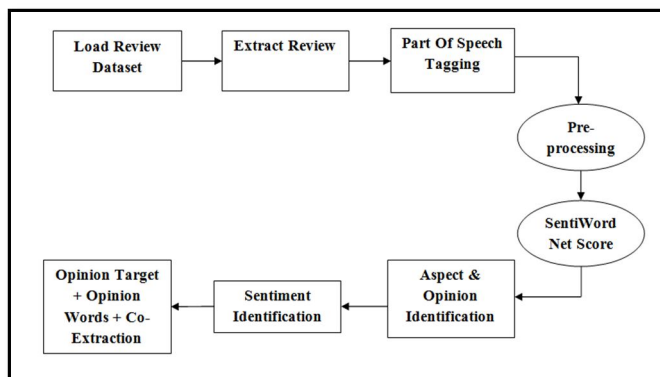 Load Review
Dataset
Extract Review
Part Of Speech
Tagging
Pre-
processing
SentiWord
Net Score
Aspect &
Opinion
Identification
Sentiment
Identification
Opinion Target
+ Opinion
Words + Co-
Extraction